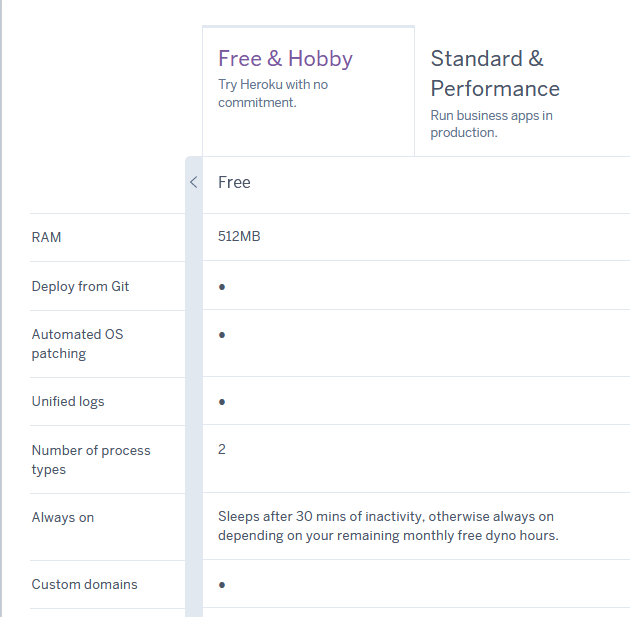 Free & Hobby
Try Heroku with no
commitment.
Standard &
Performance
Run business apps in
production.
Free
RAM
512MB
Deploy from Git
●
Automated OS
patching
●
Unified logs
●
Number of process
types
2
Always on
Sleeps after 30 mins of inactivity, otherwise always on
depending on your remaining monthly free dyno hours.
Custom domains
●